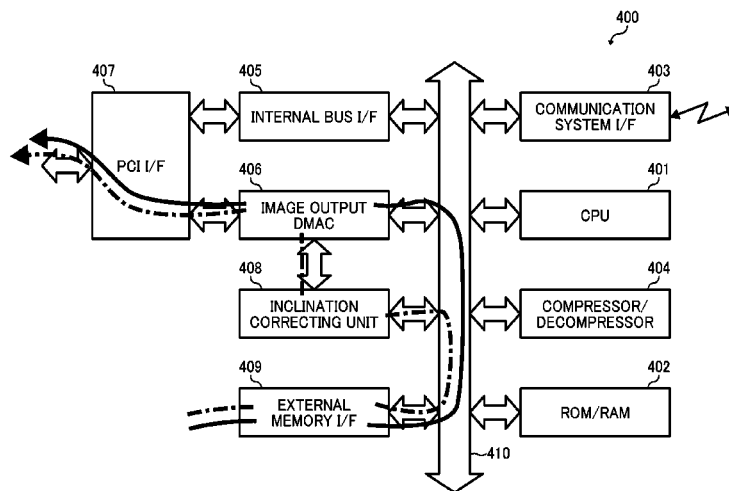 400
407
405
403
PCI I/F
INTERNAL BUS I/F
COMMUNICATION
SYSTEM I/F
406
401
IMAGE OUTPUT
DMAC
CPU
408
404
INCLINATION
CORRECTING UNIT
COMPRESSOR/
DECOMPRESSOR
409
402
EXTERNAL
MEMORY I/F
ROM/RAM
410